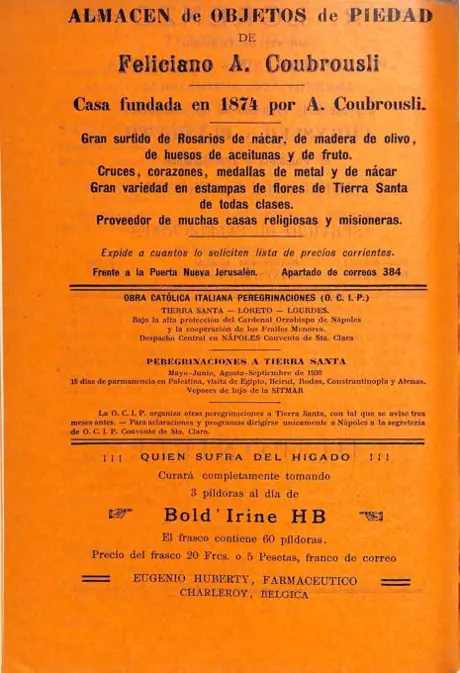 ALMACEN de OBJETOS de PIEDAD
DE
Feliciano A. Coubrousli
Casa fundada en 1874 por A. Coubrousli.
Gran surtido de Rosarios de nácar, de madera de olivo,
de huesos de aceitunas y de fruto.
Cruces, corazones, medallas de metal y de nácar
Gran variedad en estampas de flores de Tierra Santa
de todas clases.
Proveedor de muchas casas religiosas y misioneras.
Expide a cuantos lo soliciten lista de precios corrientes.
Frente a la Puerta Nueva Jerusalén. Apartado de correos 384
OBRA CATÓLICA ITALIANA PEREGRINACIONES (O. C. I. P.)
TIERRA SANTA — LORETO — LOURDES.
Bajo la alta protección del Cardenal Orzobispo de Nàpoles
y la cooperación de los Frailes Menores.
Despacho Central en NÁPOLES Convento de Sta. Clara
PEREGRINACIONES A TIERRA SANTA
Mayo-Junio, Agosto-Septiembre de 1930
15 dias de parmanencia en Palestina, visita de Egipto, Beirut, Rodas, Constrantinopla y Atenas.
Vepores de lujo de la SITMAR
La O. C. I. P. organiza otras peregrinaciones a Tierra Santa, con tal que se avise tres
meses antes. — Para aclaraciones y programas dirigirse unicamente a Nàpoles a la segreteria
de O. C. I. P. Convento de Sta. Clara.
¡¡¡ QUIEN SUFRA DEL HIGADO ¡¡¡
Curará completamente tomando
3 pildoras al día de
Bold'Irine HB
El frasco contiene 60 píldoras.
Precio del frasco 20 Frcs. o 5 Pesetas, franco de correo
EUGENIO HUBERTY, FARMACEUTICO
CHARLEROY, BELGICA